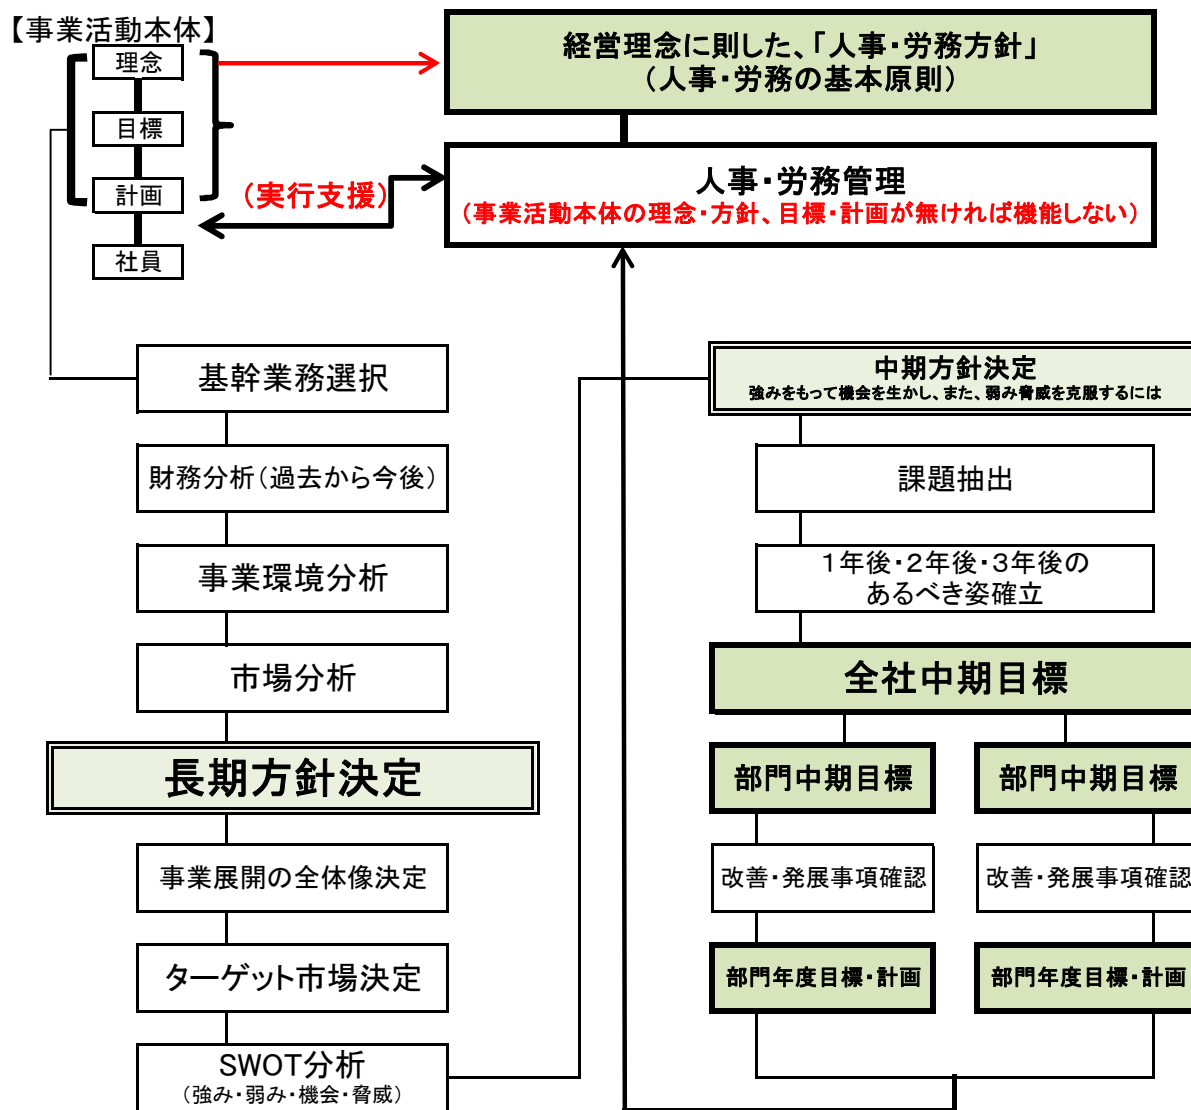 【事業活動本体】
理念
目標
計画
社員
経営理念に則した、「人事・労務方針」
（人事・労務の基本原則）
（実行支援）
人事・労務管理
（事業活動本体の理念・方針、目標・計画が無ければ機能しない）
基幹業務選択
財務分析（過去から今後）
事業環境分析
市場分析
長期方針決定
事業展開の全体像決定
ターゲット市場決定
SWOT分析
（強み・弱み・機会・脅威）
中期方針決定
強みをもって機会を生かし、また、弱み脅威を克服するには
課題抽出
１年後・２年後・３年後の
あるべき姿確立
全社中期目標
部門中期目標
部門中期目標
改善・発展事項確認
改善・発展事項確認
部門年度目標・計画
部門年度目標・計画